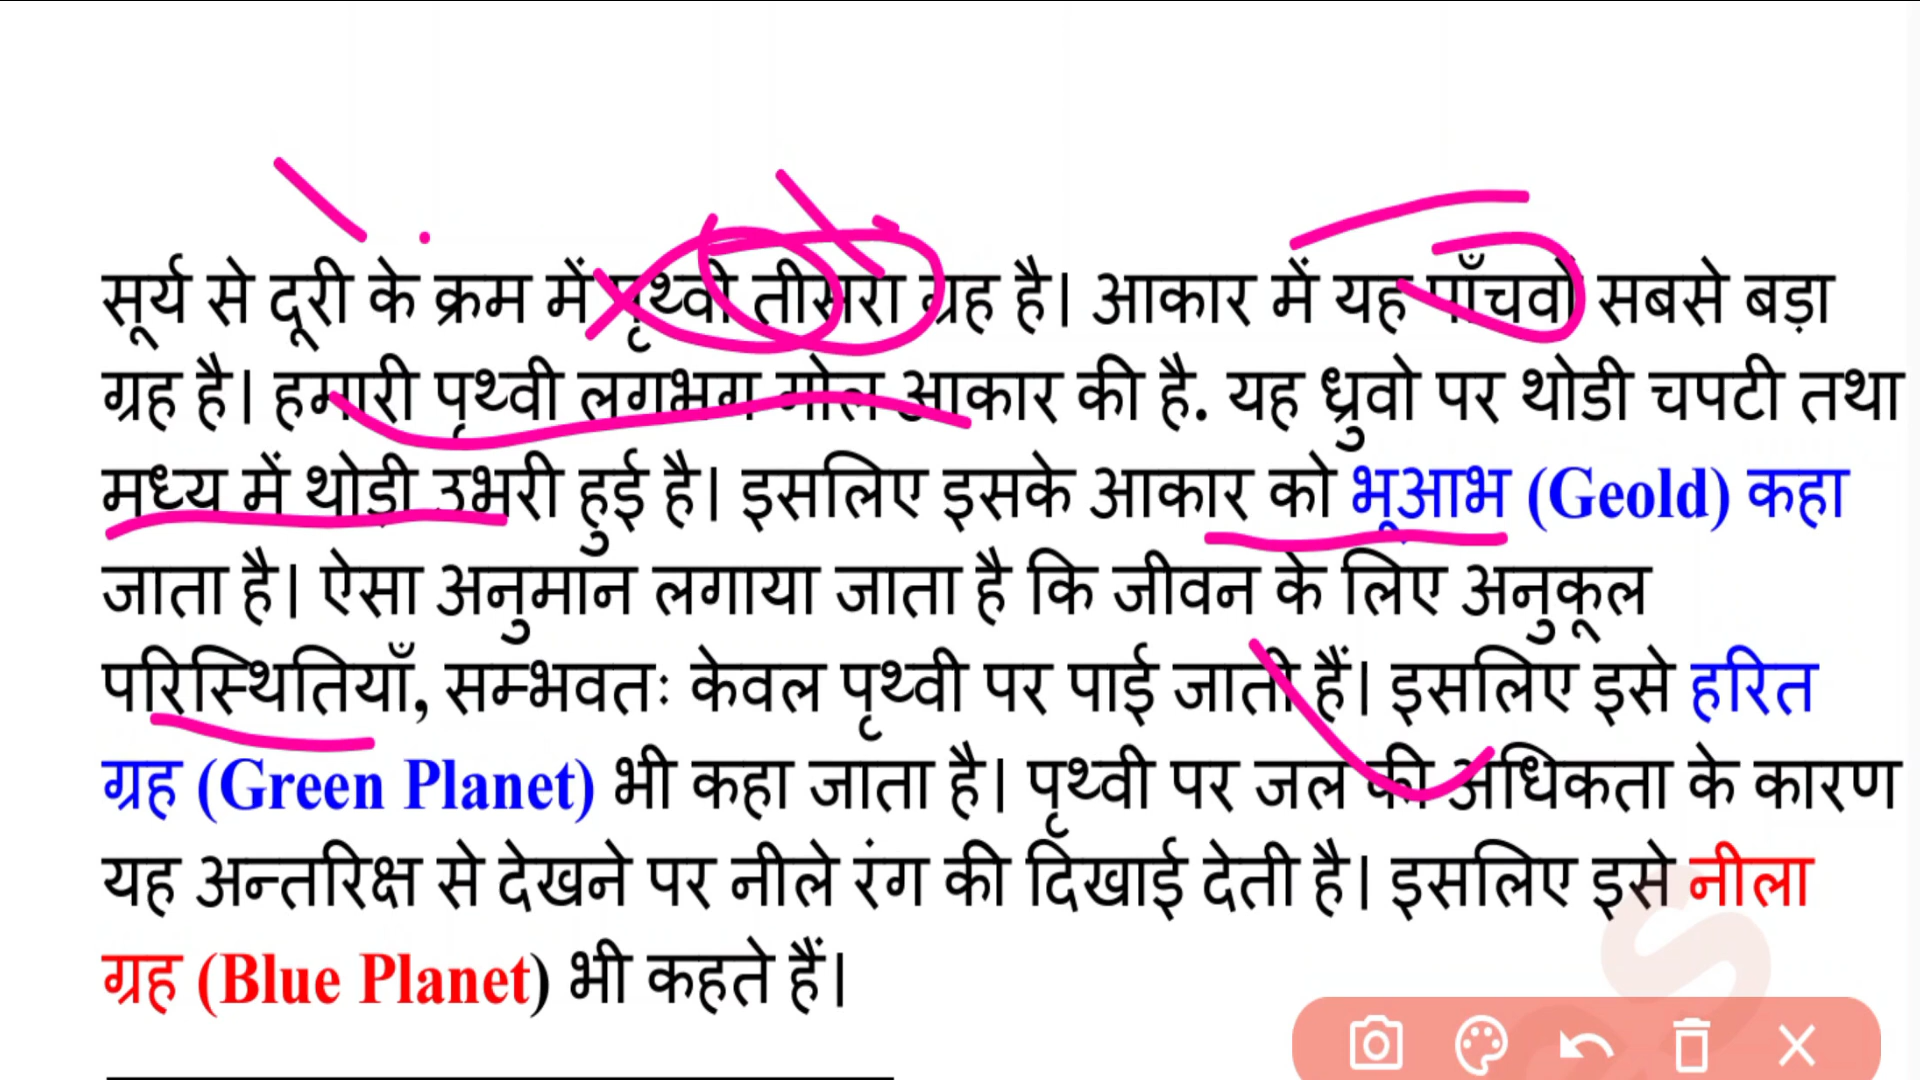 सूर्य से दूरी के क्रम में पृथ्वी तीसरा ग्रह है। आकार में यह पाँचवाँ सबसे बड़ा
ग्रह है। हमारी पृथ्वी लगभग गोल आकार की है. यह ध्रुवो पर थोडी चपटी तथा
मध्य में थोड़ी उभरी हुई है। इसलिए इसके आकार को भूआभ (Geold) कहा
जाता है। ऐसा अनुमान लगाया जाता है कि जीवन के लिए अनुकूल
परिस्थितियाँ, सम्भवतः केवल पृथ्वी पर पाई जाती हैं। इसलिए इसे हरित
ग्रह (Green Planet) भी कहा जाता है। पृथ्वी पर जल की अधिकता के कारण
यह अन्तरिक्ष से देखने पर नीले रंग की दिखाई देती है। इसलिए इसे नीला
ग्रह (Blue Planet) भी कहते हैं।